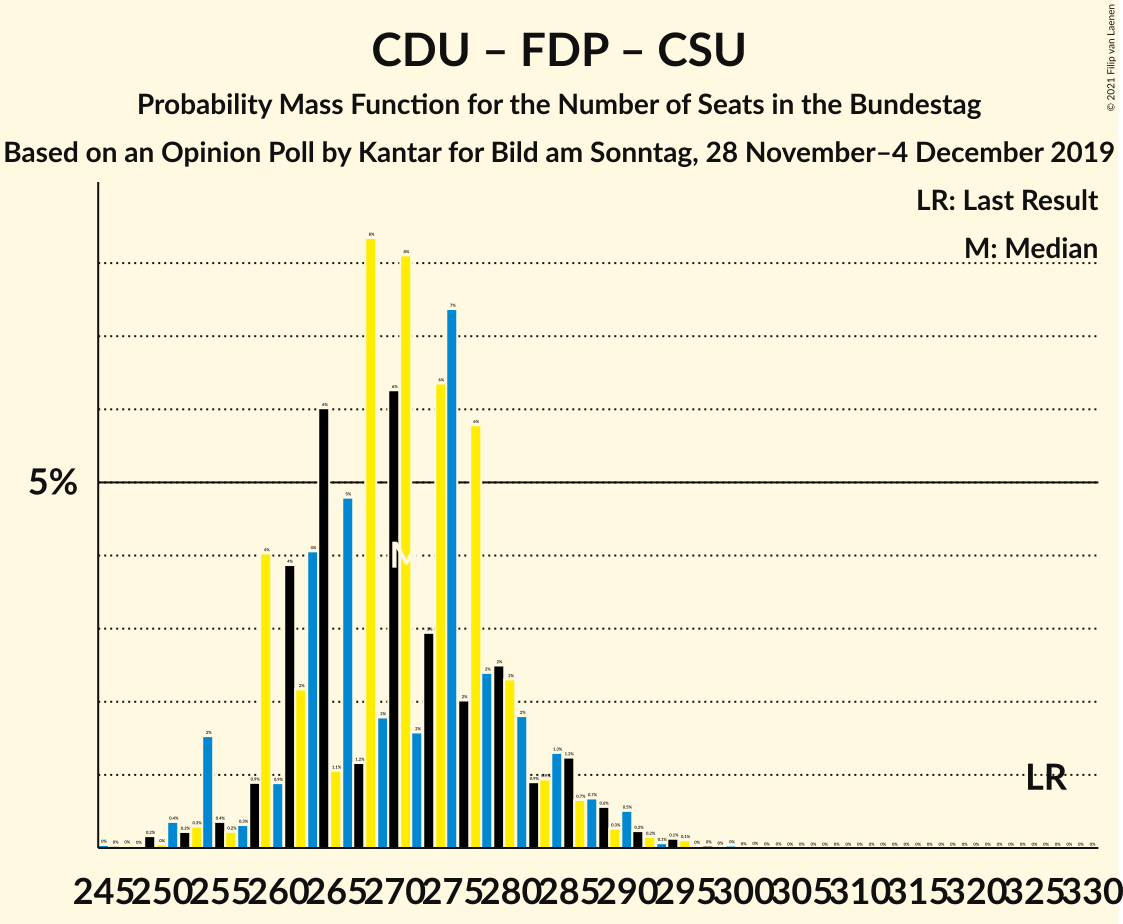 CDU – FDP – CSU
Probability Mass Function for the Number of Seats in the Bundestag
Based on an Opinion Poll by Kantar for Bild am Sonntag, 28 November–4 December 2019
© 2021 Filip van Laenen
LR: Last Result
M: Median
5%
M
LR
245 250 255 260 265 270 275 280 285 290 295 300 305 310 315 320 325 330